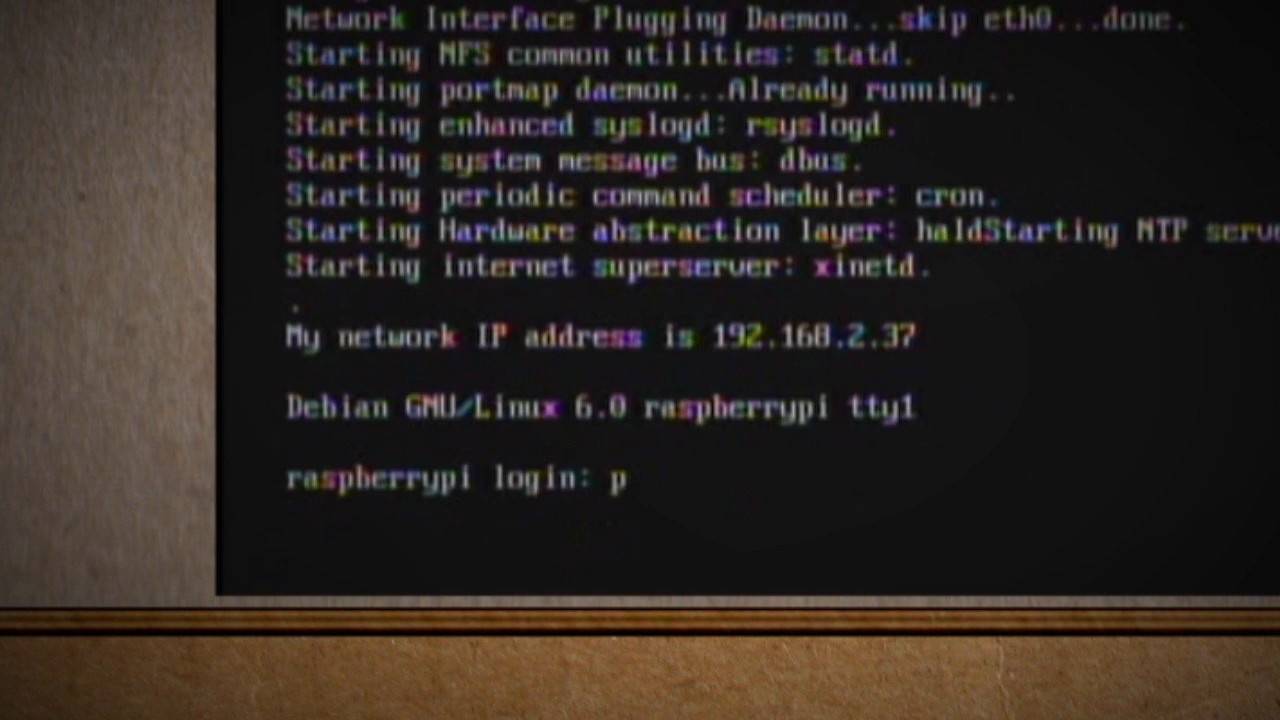 Network Interface Plugging Daemon...skip eth0...done.
Starting NFS common utilities: statd.
Starting portmap daemon...Already running..
Starting enhanced syslogd: rsyslogd.
Starting system message bus: dbus.
Starting periodic command scheduler: cron.
Starting Hardware abstraction layer: haldStarting NTP serve
Starting internet superserver: xinetd.
.
My network IP address is 192.168.2.37
Debian GNU/Linux 6.0 raspberrypi tty1
raspberrypi login: p